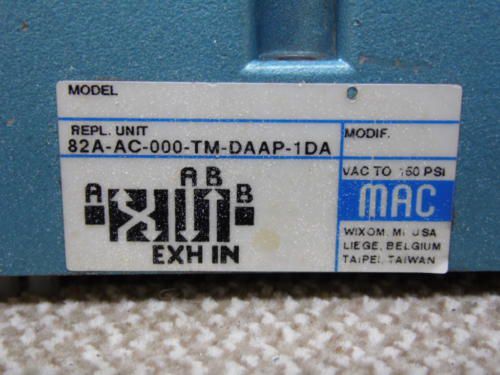 MODEL
REPL. UNIT
82A-AC-000-TM-DAAP-1DA
MODIF.
VAC TO 150 PSI
A B
A B
EXH IN
MAC
WIXOM, MI. USA
LIEGE, BELGIUM
TAIPEI, TAIWAN